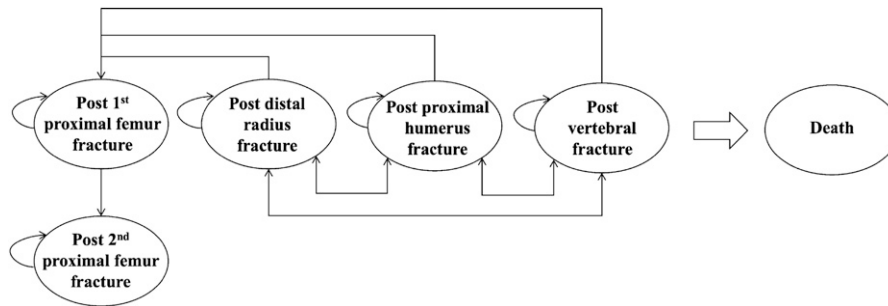 Post 1st
proximal femur
fracture
Post distal
radius
fracture
Post proximal
humerus
fracture
Post
vertebral
fracture
Death
Post 2nd
proximal femur
fracture